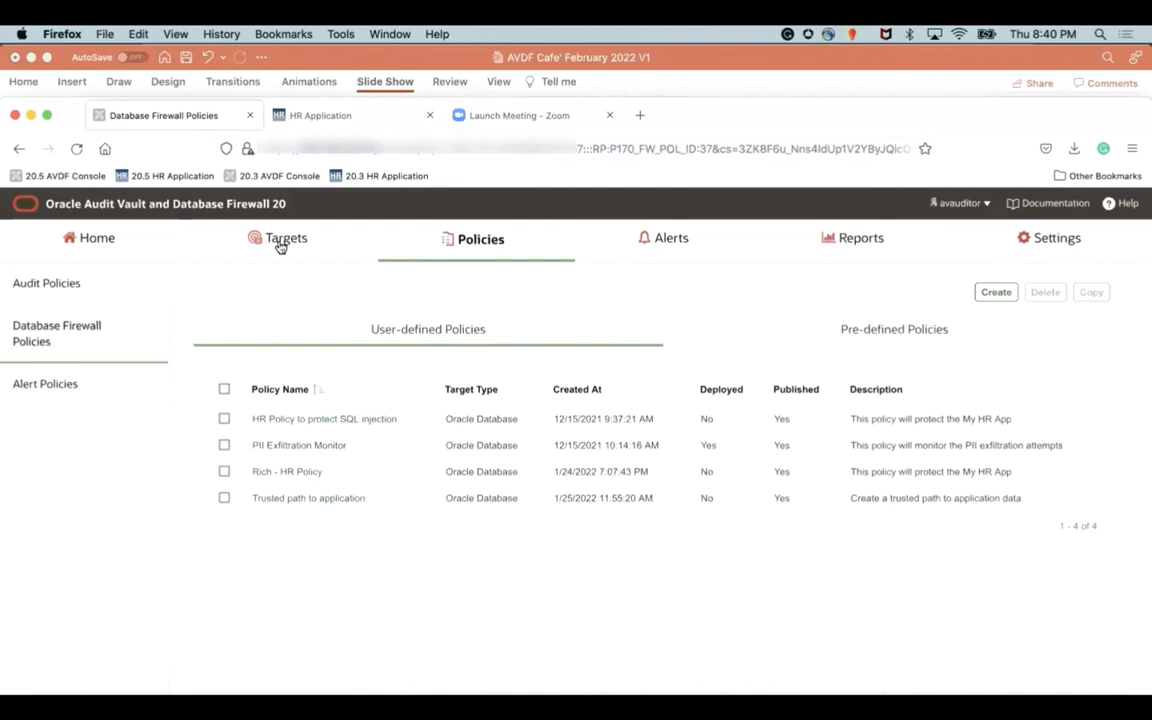 Firefox File Edit View History Bookmarks Tools Window Help Thu 8:40 PM
AutoSave OFF AVDF Cafe' February 2022 V1
Home Insert Draw Design Transitions Animations Slide Show Review View Tell me Share Comments
Database Firewall Policies HR Application Launch Meeting - Zoom
20.5 AVDF Console 20.5 HR Application 20.3 AVDF Console 20.3 HR Application Other Bookmarks
Oracle Audit Vault and Database Firewall 20 avauditor Documentation Help
Home Targets Policies Alerts Reports Settings
Audit Policies
Create Delete Copy
Database Firewall
Policies
User-defined Policies Pre-defined Policies
Alert Policies
Policy Name Target Type Created At Deployed Published Description
HR Policy to protect SQL injection Oracle Database 12/15/2021 9:37:21 AM No Yes This policy will protect the My HR App
PII Exfiltration Monitor Oracle Database 12/15/2021 10:14:16 AM Yes Yes This policy will monitor the PII exfiltration attempts
Rich - HR Policy Oracle Database 1/24/2022 7:07:43 PM No Yes This policy will protect the My HR App
Trusted path to application Oracle Database 1/25/2022 11:55:20 AM No Yes Create a trusted path to application data
1 - 4 of 4